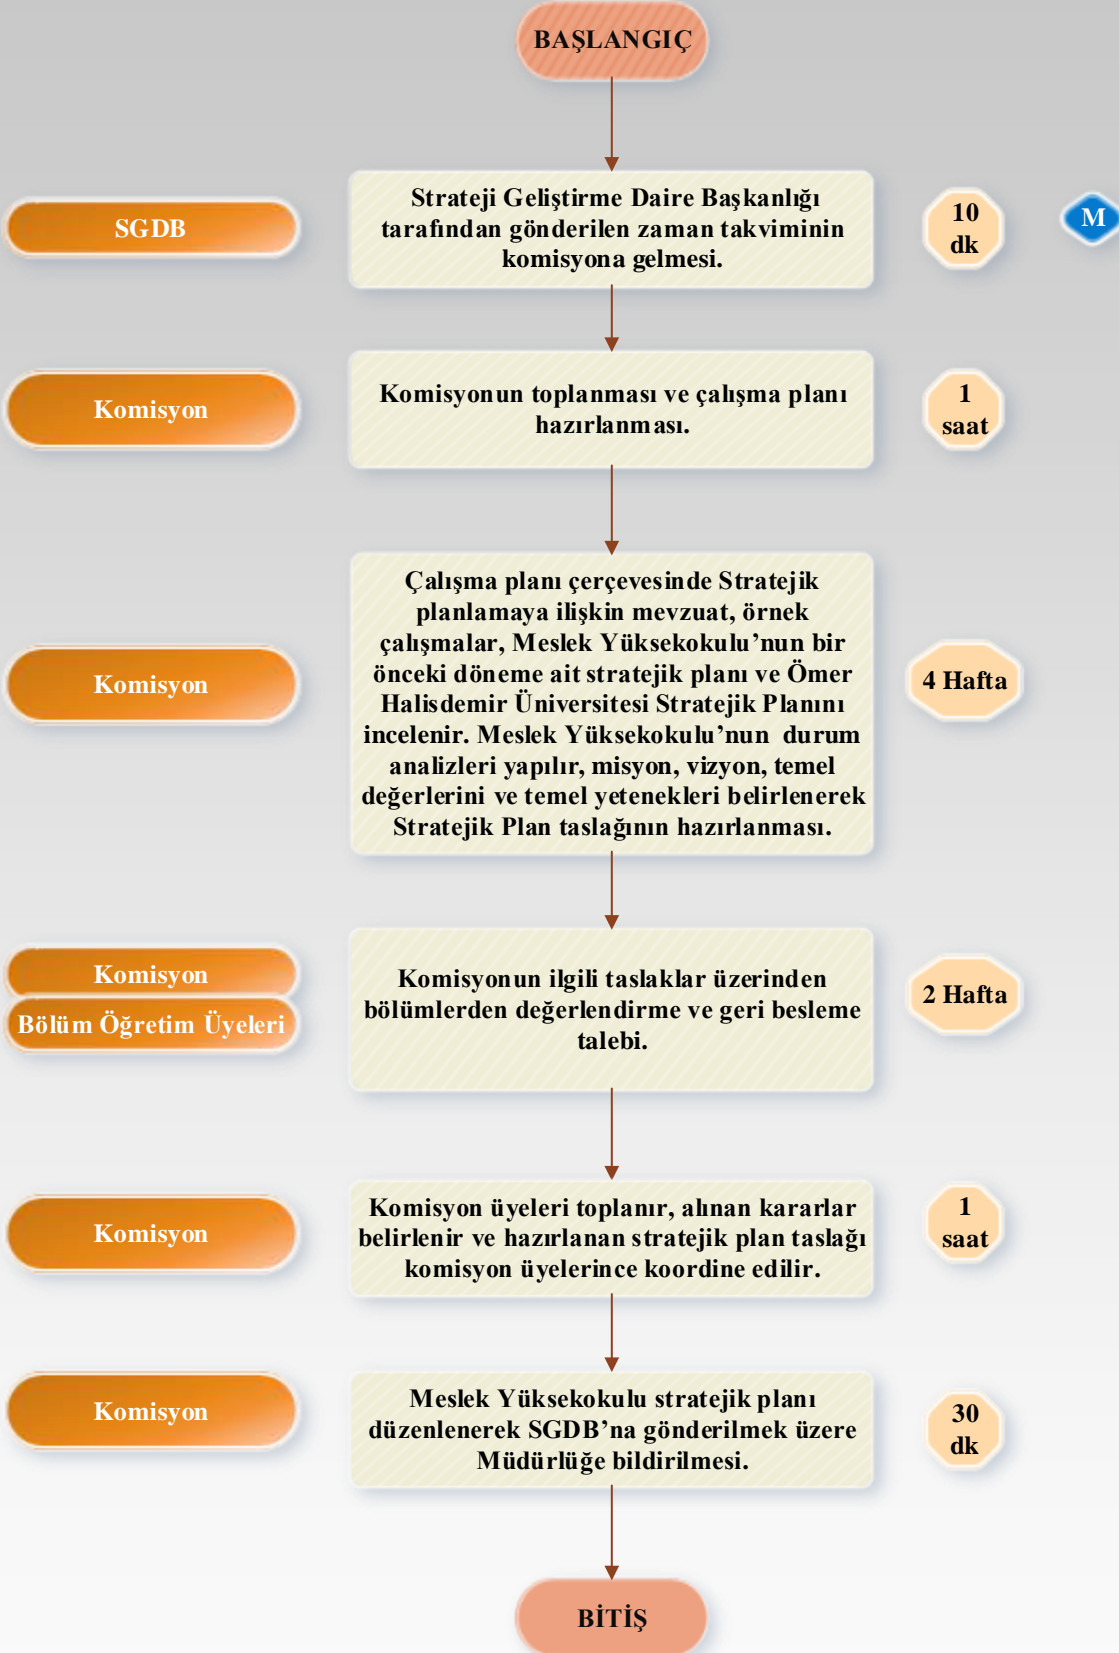 BAŞLANGIÇ
SGDB
Strateji Geliştirme Daire Başkanlığı
tarafından gönderilen zaman takviminin
komisyona gelmesi.
10
dk
M
Komisyon
Komisyonun toplanması ve çalışma planı
hazırlanması.
1
saat
Komisyon
Çalışma planı çerçevesinde Stratejik
planlamaya ilişkin mevzuat, örnek
çalışmalar, Meslek Yüksekokulu’nun bir
önceki döneme ait stratejik planı ve Ömer
Halisdemir Üniversitesi Stratejik Planını
incelenir. Meslek Yüksekokulu’nun durum
analizleri yapılır, misyon, vizyon, temel
değerlerini ve temel yetenekleri belirlenerek
Stratejik Plan taslağının hazırlanması.
4 Hafta
Komisyon
Bölüm Öğretim Üyeleri
Komisyonun ilgili taslaklar üzerinden
bölümlerden değerlendirme ve geri besleme
talebi.
2 Hafta
Komisyon
Komisyon üyeleri toplanır, alınan kararlar
belirlenir ve hazırlanan stratejik plan taslağı
komisyon üyelerince koordine edilir.
1
saat
Komisyon
Meslek Yüksekokulu stratejik planı
düzenlenerek SGDB’na gönderilmek üzere
Müdürlüğe bildirilmesi.
30
dk
BİTİŞ